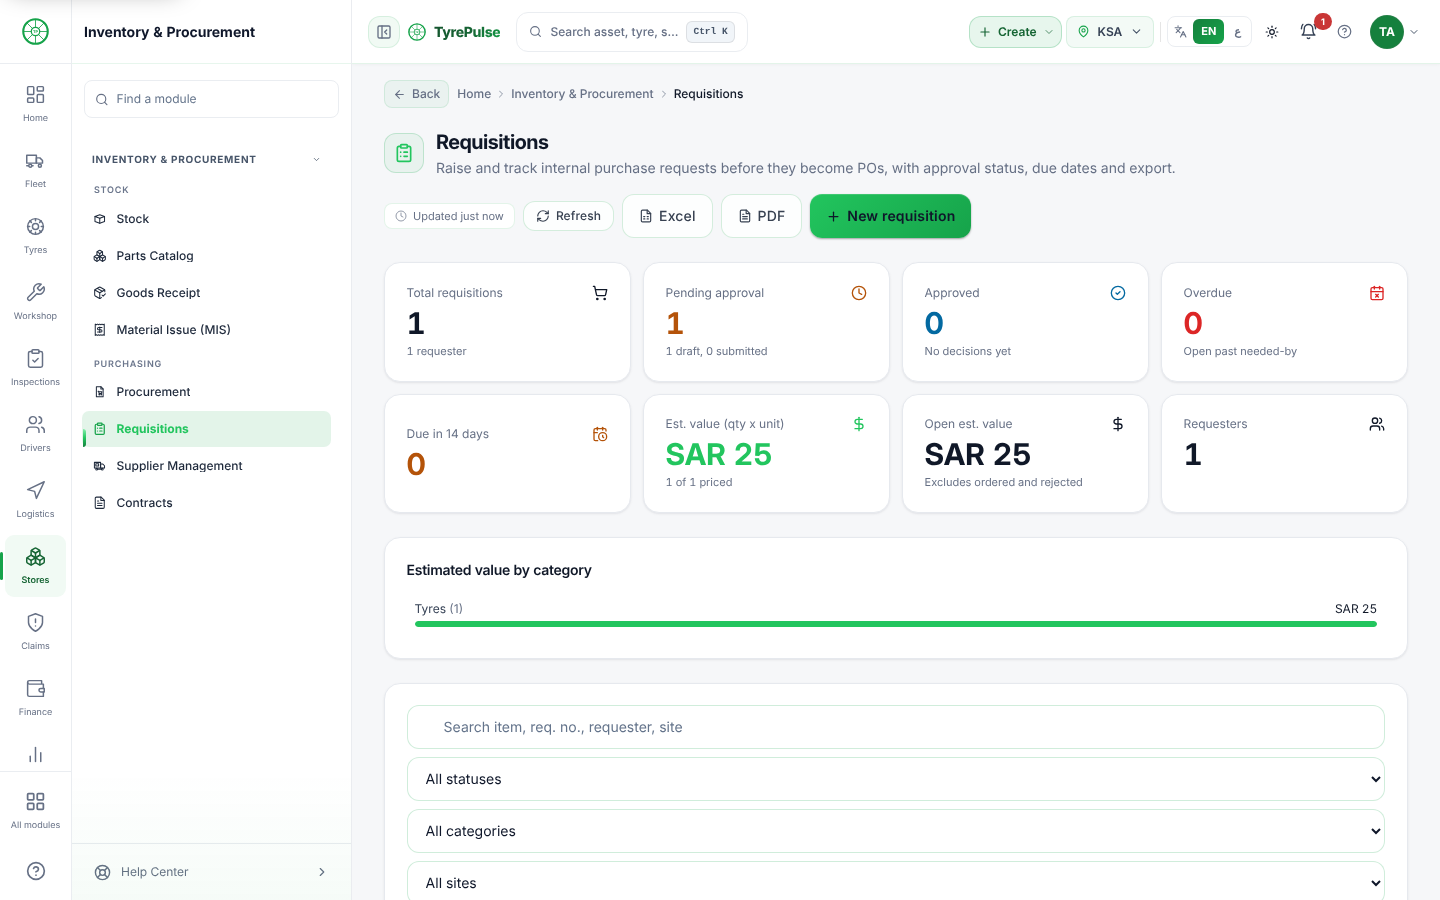 Inventory & Procurement
TyrePulse
Search asset, tyre, s...
Ctrl K
Create
KSA
EN
ع
1
TA
Home
Fleet
Tyres
Workshop
Inspections
Drivers
Logistics
Stores
Claims
Finance
All modules
Find a module
INVENTORY & PROCUREMENT
STOCK
Stock
Parts Catalog
Goods Receipt
Material Issue (MIS)
PURCHASING
Procurement
Requisitions
Supplier Management
Contracts
Help Center
Back
Home
Inventory & Procurement
Requisitions
Requisitions
Raise and track internal purchase requests before they become POs, with approval status, due dates and export.
Updated just now
Refresh
Excel
PDF
New requisition
Total requisitions
1
1 requester
Pending approval
1
1 draft, 0 submitted
Approved
0
No decisions yet
Overdue
0
Open past needed-by
Due in 14 days
0
Est. value (qty x unit)
SAR 25
1 of 1 priced
Open est. value
SAR 25
Excludes ordered and rejected
Requesters
1
Estimated value by category
Tyres (1)
SAR 25
Search item, req. no., requester, site
All statuses
All categories
All sites